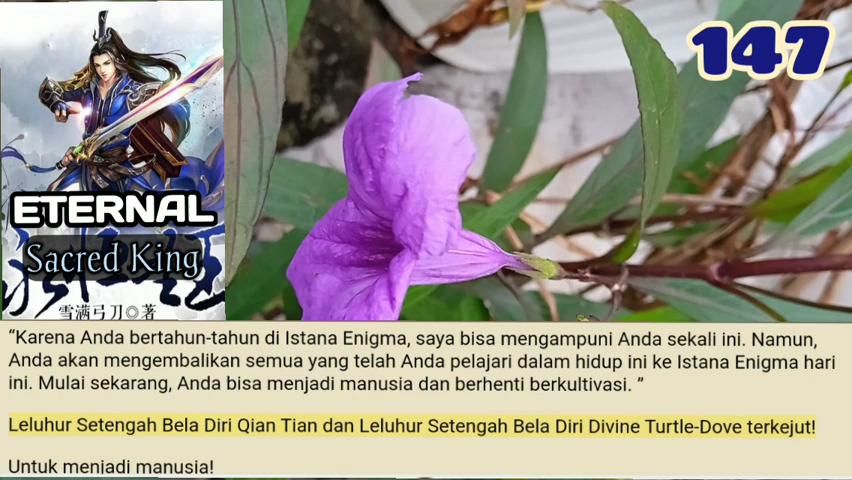 147
ETERNAL
Sacred King
雪满弓刀◎著
“Karena Anda bertahun-tahun di Istana Enigma, saya bisa mengampuni Anda sekali ini. Namun,
Anda akan mengembalikan semua yang telah Anda pelajari dalam hidup ini ke Istana Enigma hari
ini. Mulai sekarang, Anda bisa menjadi manusia dan berhenti berkultivasi. ”
Leluhur Setengah Bela Diri Qian Tian dan Leluhur Setengah Bela Diri Divine Turtle-Dove terkejut!
Untuk menjadi manusia!